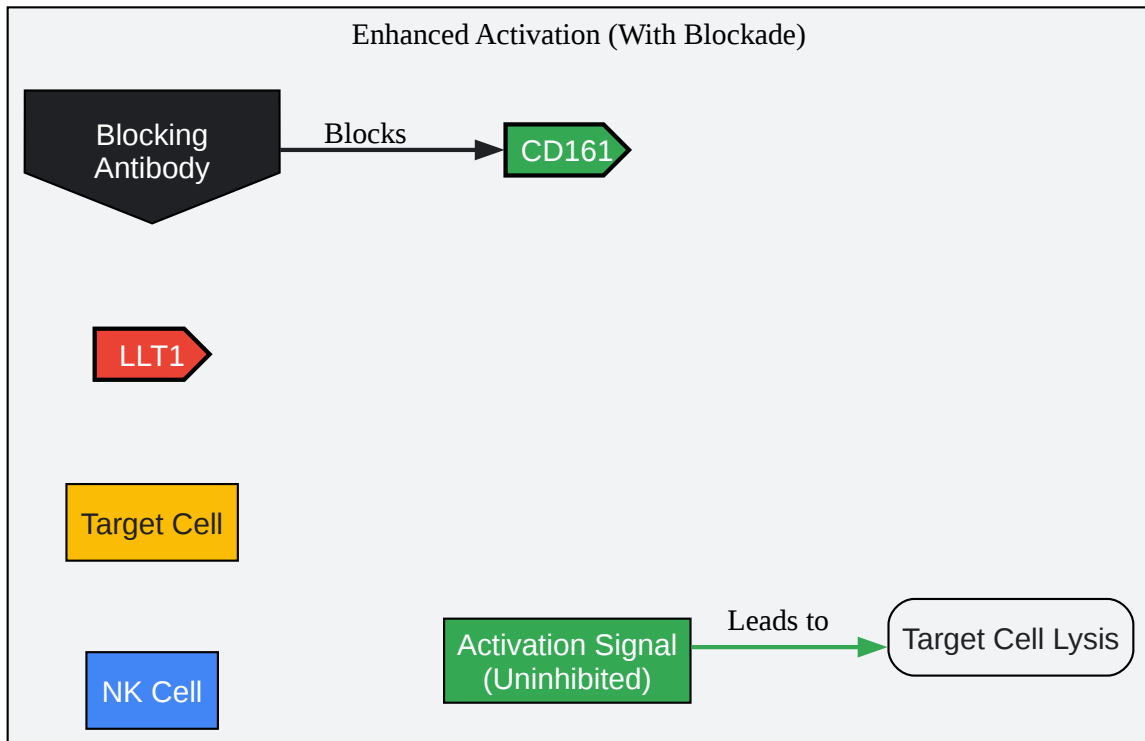 Enhanced Activation (With Blockade)
Blocking
Antibody
Blocks
CD161
LLT1
Target Cell
NK Cell
Activation Signal
(Uninhibited)
Leads to
Target Cell Lysis